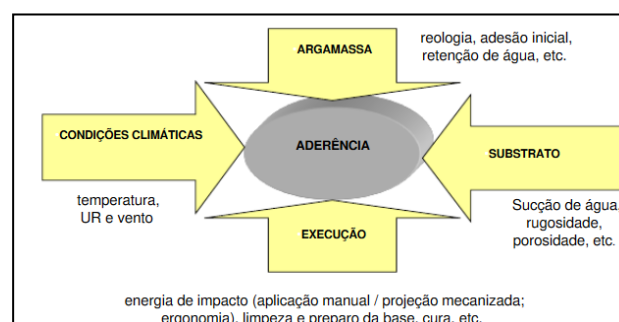 ARGAMASSA
reologia, adesão inicial,
retenção de água, etc.
CONDIÇÕES CLIMÁTICAS
ADERÊNCIA
SUBSTRATO
temperatura,
UR e vento
Sucção de água,
rugosidade,
porosidade, etc.
EXECUÇÃO
energia de impacto (aplicação manual / projeção mecanizada;
ergonomia), limpeza e preparo da base, cura, etc.